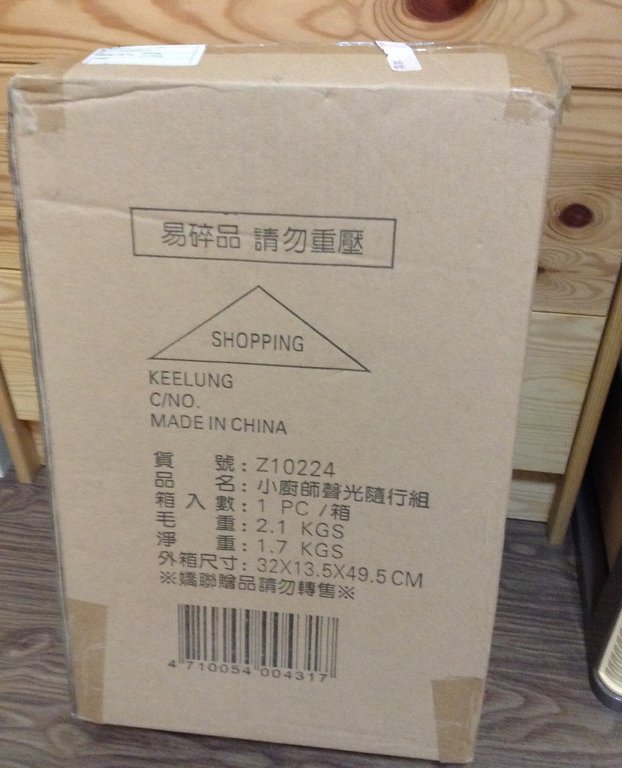 易碎品 請勿重壓
SHOPPING
KEELUNG
C/NO.
MADE IN CHINA
貨 號：Z10224
品 名：小廚師聲光隨行組
箱 入 數：1 PC /箱
毛 重：2.1 KGS
淨 重：1.7 KGS
外箱尺寸：32X13.5X49.5 CM
※嬌聯贈品請勿轉售※
4 710054 004317